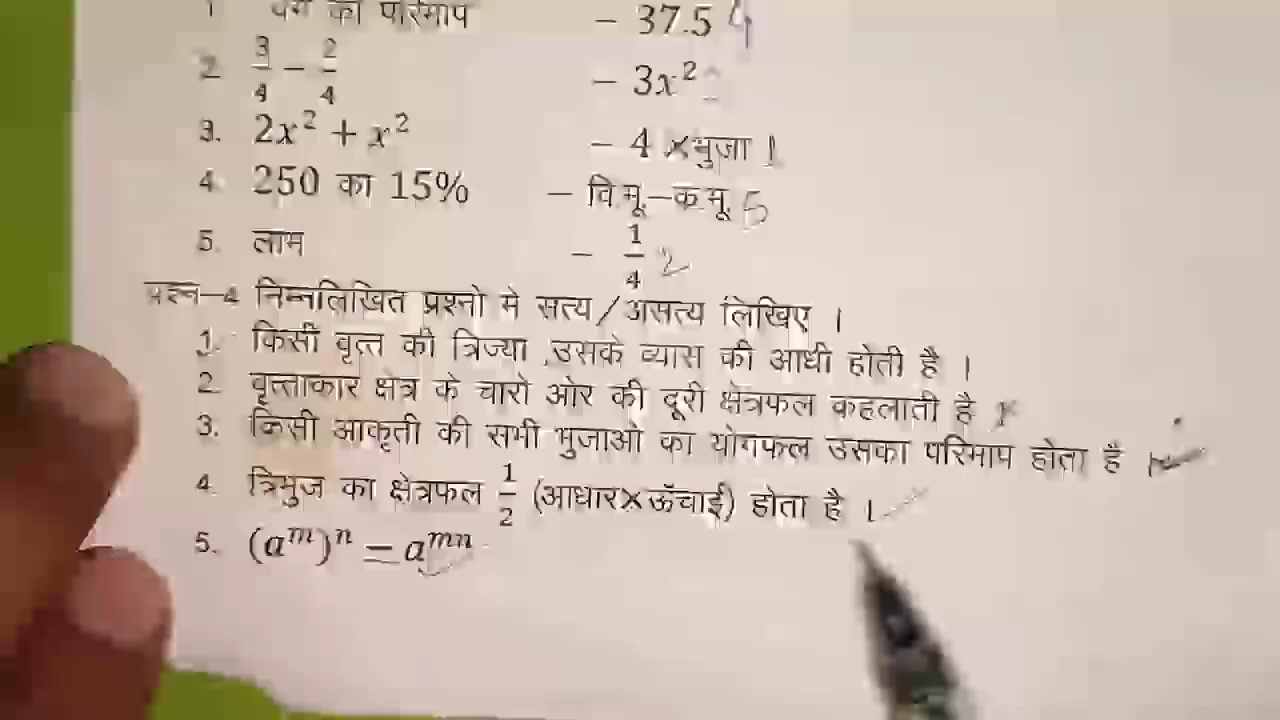 1 वर्ग का परिमाप – 37.5 4
2. 3/4 – 2/4 – 3x²
3. 2x² + x² – 4 ×भुजा 1
4. 250 का 15% – वि.मू.–क.मू. 5
5. लाभ – 1/4 2
प्रश्न–4 निम्नलिखित प्रश्नो मे सत्य/असत्य लिखिए ।
1. किसी वृत्त की त्रिज्या ,उसके व्यास की आधी होती है ।
2. वृत्ताकार क्षेत्र के चारो ओर की दूरी क्षेत्रफल कहलाती है ×
3. किसी आकृती की सभी भुजाओ का योगफल उसका परिमाप होता है ✓
4. त्रिभुज का क्षेत्रफल 1/2 (आधार×ऊँचाई) होता है । ✓
5. (aᵐ)ⁿ = aᵐⁿ ✓